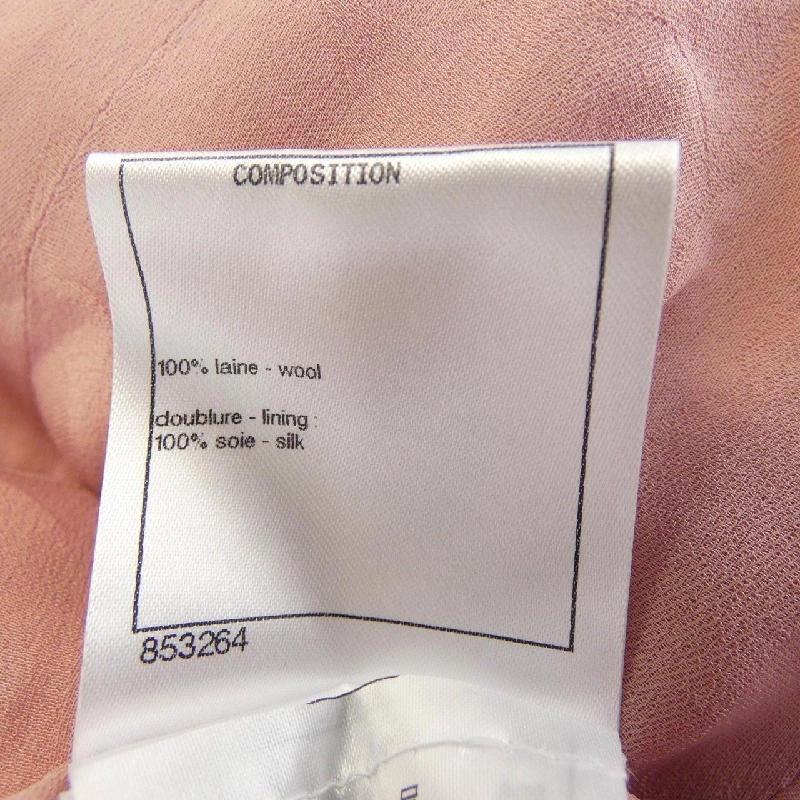 COMPOSITION
100% laine - wool
doublure - lining :
100% soie - silk
853264